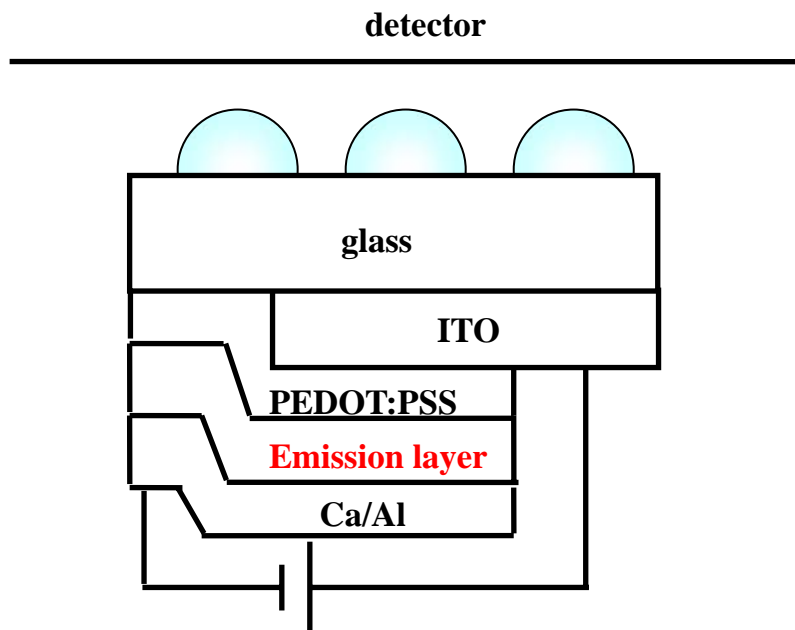 detector
glass
ITO
PEDOT:PSS
Emission layer
Ca/Al